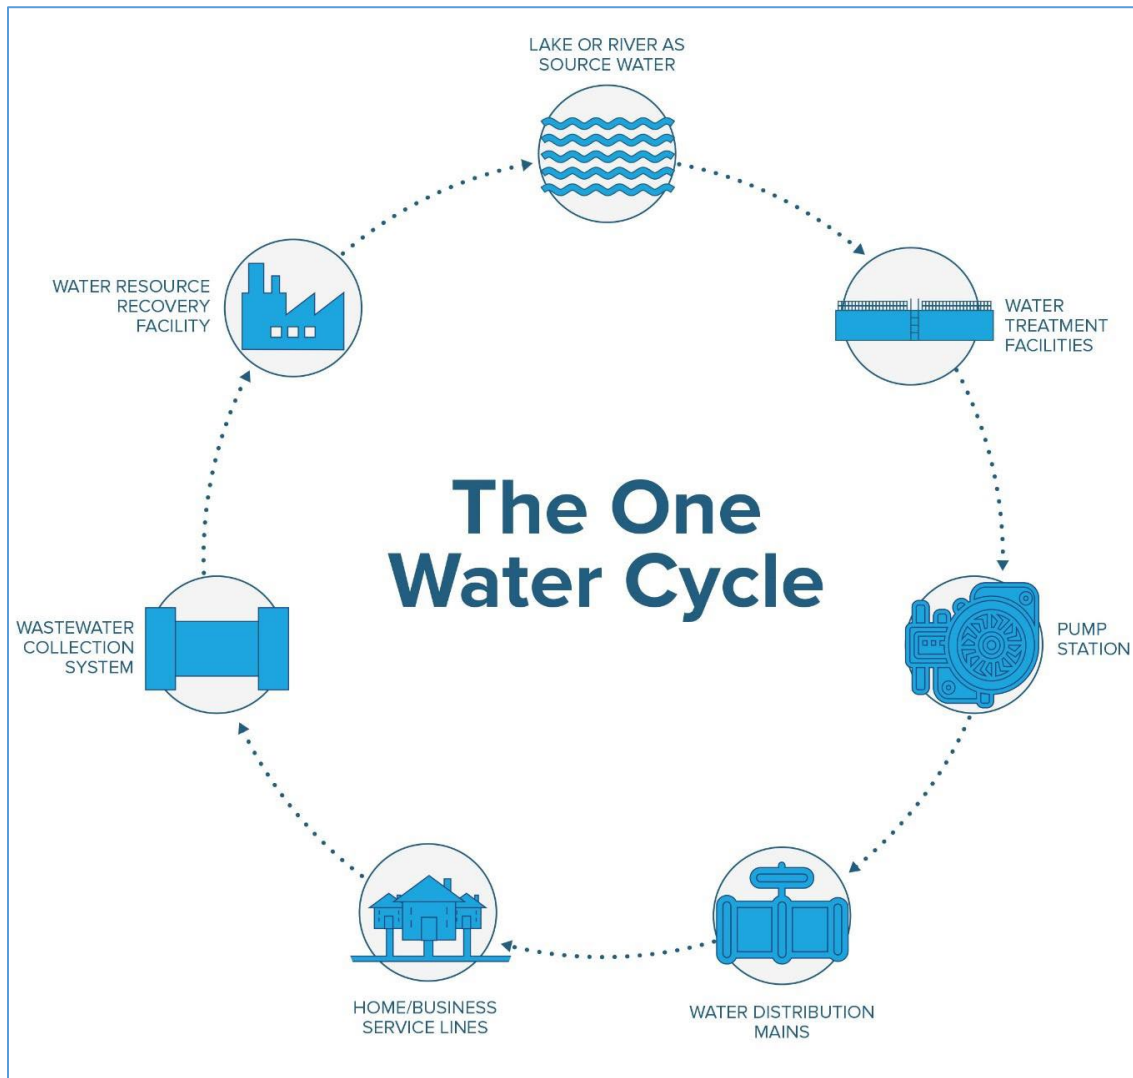 LAKE OR RIVER AS
SOURCE WATER
WATER
TREATMENT
FACILITIES
PUMP
STATION
WATER DISTRIBUTION
MAINS
HOME/BUSINESS
SERVICE LINES
WASTEWATER
COLLECTION
SYSTEM
WATER RESOURCE
RECOVERY
FACILITY
The One
Water Cycle